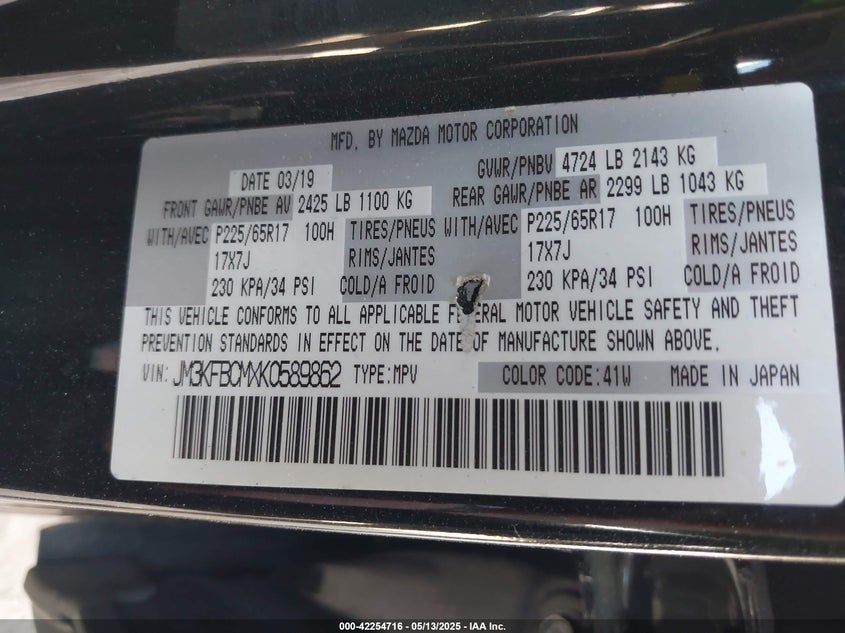 MFD. BY MAZDA MOTOR CORPORATION
DATE 03/19 GVWR/PNBV 4724 LB 2143 KG
FRONT GAWR/PNBE AV 2425 LB 1100 KG REAR GAWR/PNBE AR 2299 LB 1043 KG
WITH/AVEC P225/65R17 100H TIRES/PNEUS WITH/AVEC P225/65R17 100H TIRES/PNEUS
17X7J RIMS/JANTES 17X7J RIMS/JANTES
230 KPA/34 PSI COLD/A FROID 230 KPA/34 PSI COLD/A FROID
THIS VEHICLE CONFORMS TO ALL APPLICABLE FEDERAL MOTOR VEHICLE SAFETY AND THEFT
PREVENTION STANDARDS IN EFFECT ON THE DATE OF MANUFACTURE SHOWN ABOVE.
VIN: JM3KFBCMXK0589862 TYPE:MPV COLOR CODE:41W MADE IN JAPAN
000-42254716 — 05/13/2025 — IAA Inc.